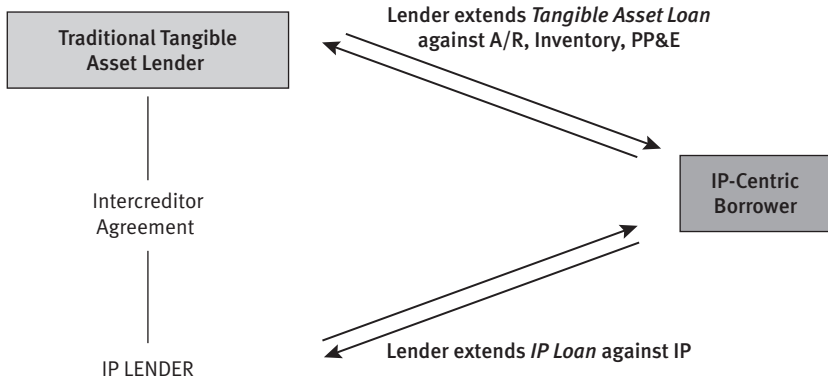 Lender extends Tangible Asset Loan
against A/R, Inventory, PP&E
Traditional Tangible
Asset Lender
IP-Centric
Borrower
Intercreditor
Agreement
Lender extends IP Loan against IP
IP LENDER